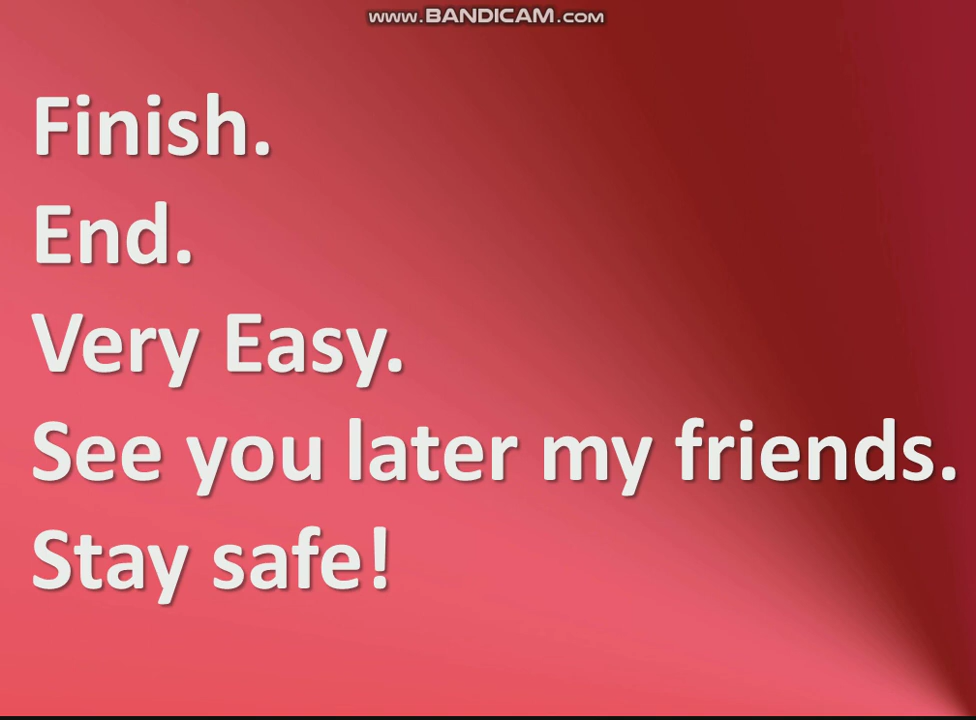 www.BANDICAM.com
Finish.
End.
Very Easy.
See you later my friends.
Stay safe!